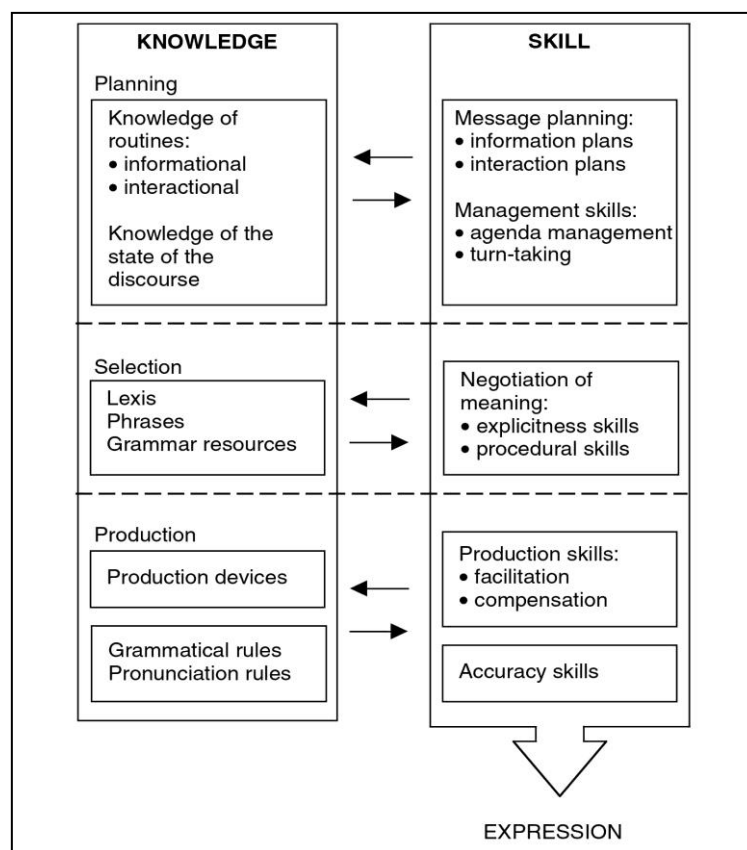 KNOWLEDGE
Planning
Knowledge of
routines:
• informational
• interactional
Knowledge of the
state of the
discourse
Selection
Lexis
Phrases
Grammar resources
Production
Production devices
Grammatical rules
Pronunciation rules
SKILL
Message planning:
• information plans
• interaction plans
Management skills:
• agenda management
• turn-taking
Negotiation of
meaning:
• explicitness skills
• procedural skills
Production skills:
• facilitation
• compensation
Accuracy skills
EXPRESSION